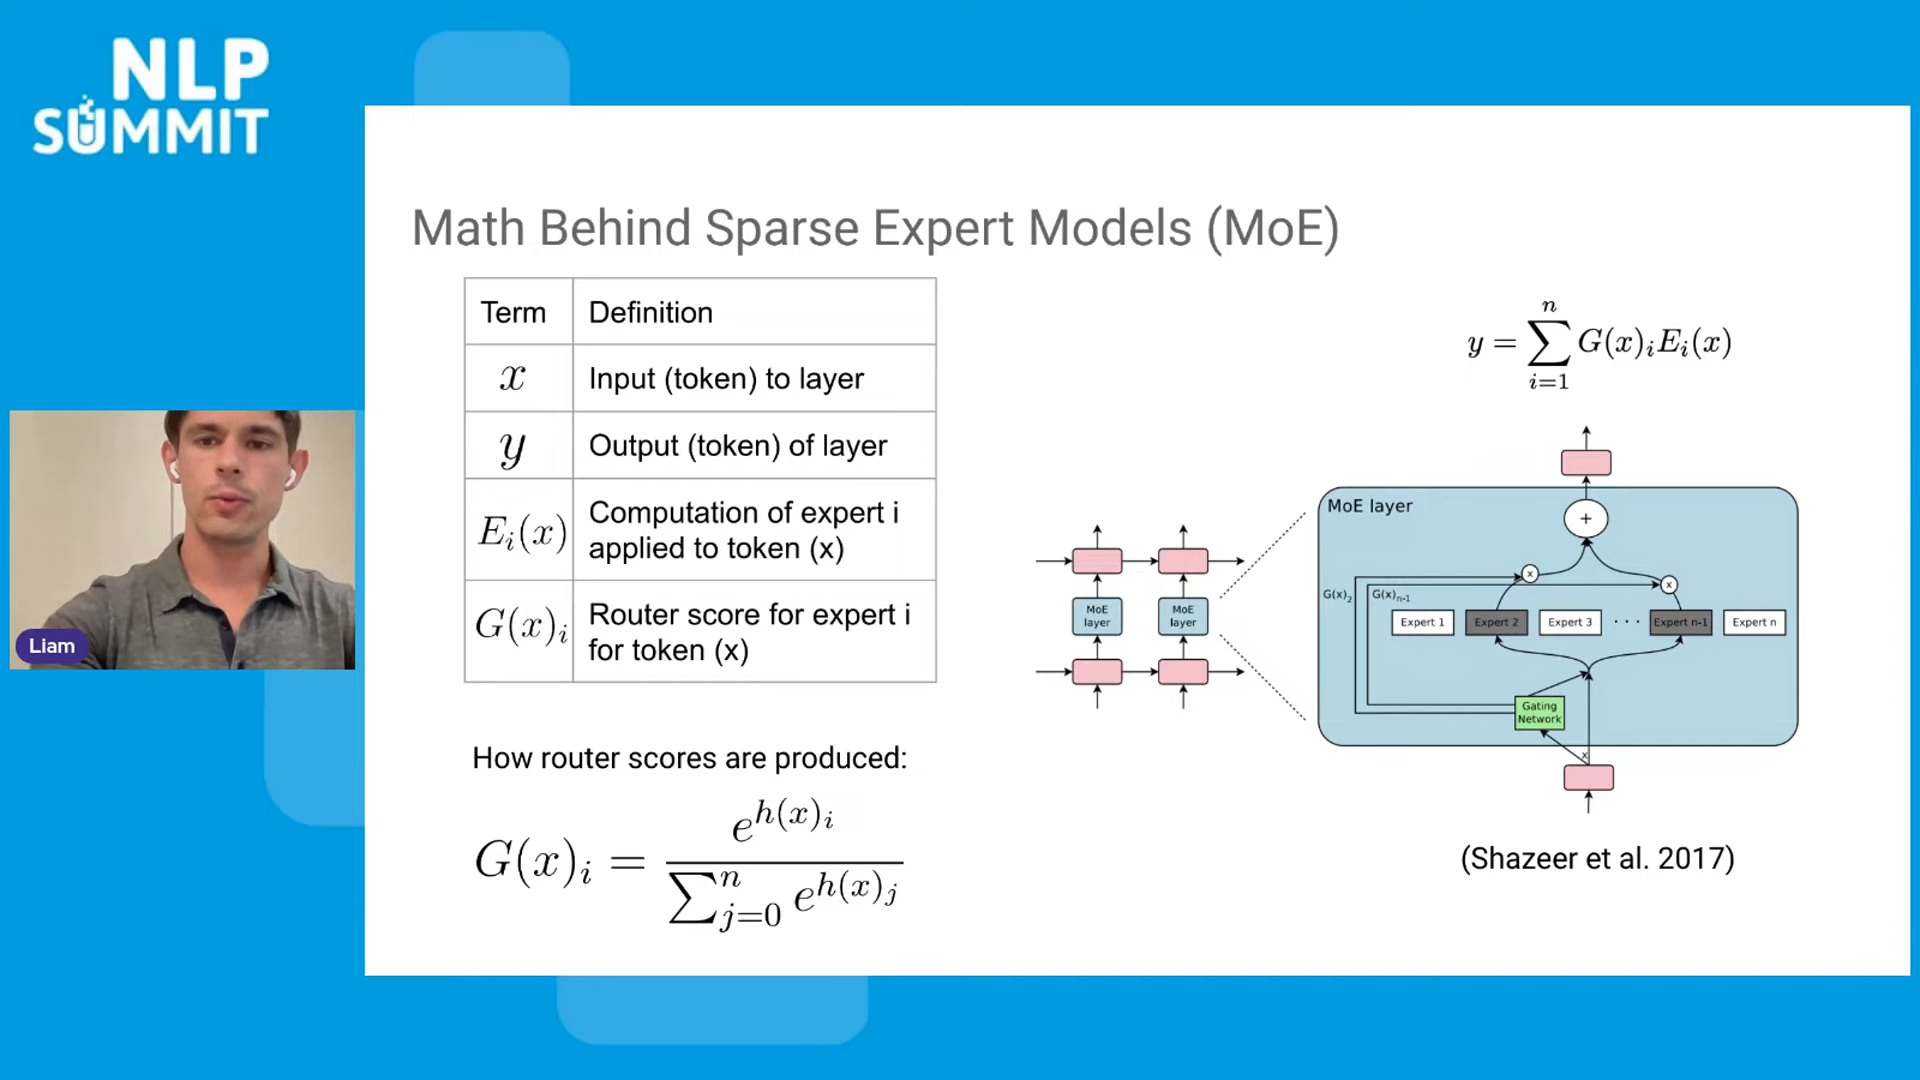 NLP
SUMMIT
Math Behind Sparse Expert Models (MoE)
Term Definition
x Input (token) to layer
y Output (token) of layer
E_i(x) Computation of expert i
applied to token (x)
G(x)_i Router score for expert i
for token (x)
How router scores are produced:
G(x)_i = e^{h(x)_i} / \sum_{j=0}^{n} e^{h(x)_j}
y = \sum_{i=1}^{n} G(x)_i E_i(x)
MoE
layer
MoE
layer
MoE layer
+
x
x
G(x)_2
G(x)_{n-1}
Expert 1
Expert 2
Expert 3
...
Expert n-1
Expert n
Gating
Network
x
(Shazeer et al. 2017)
Liam